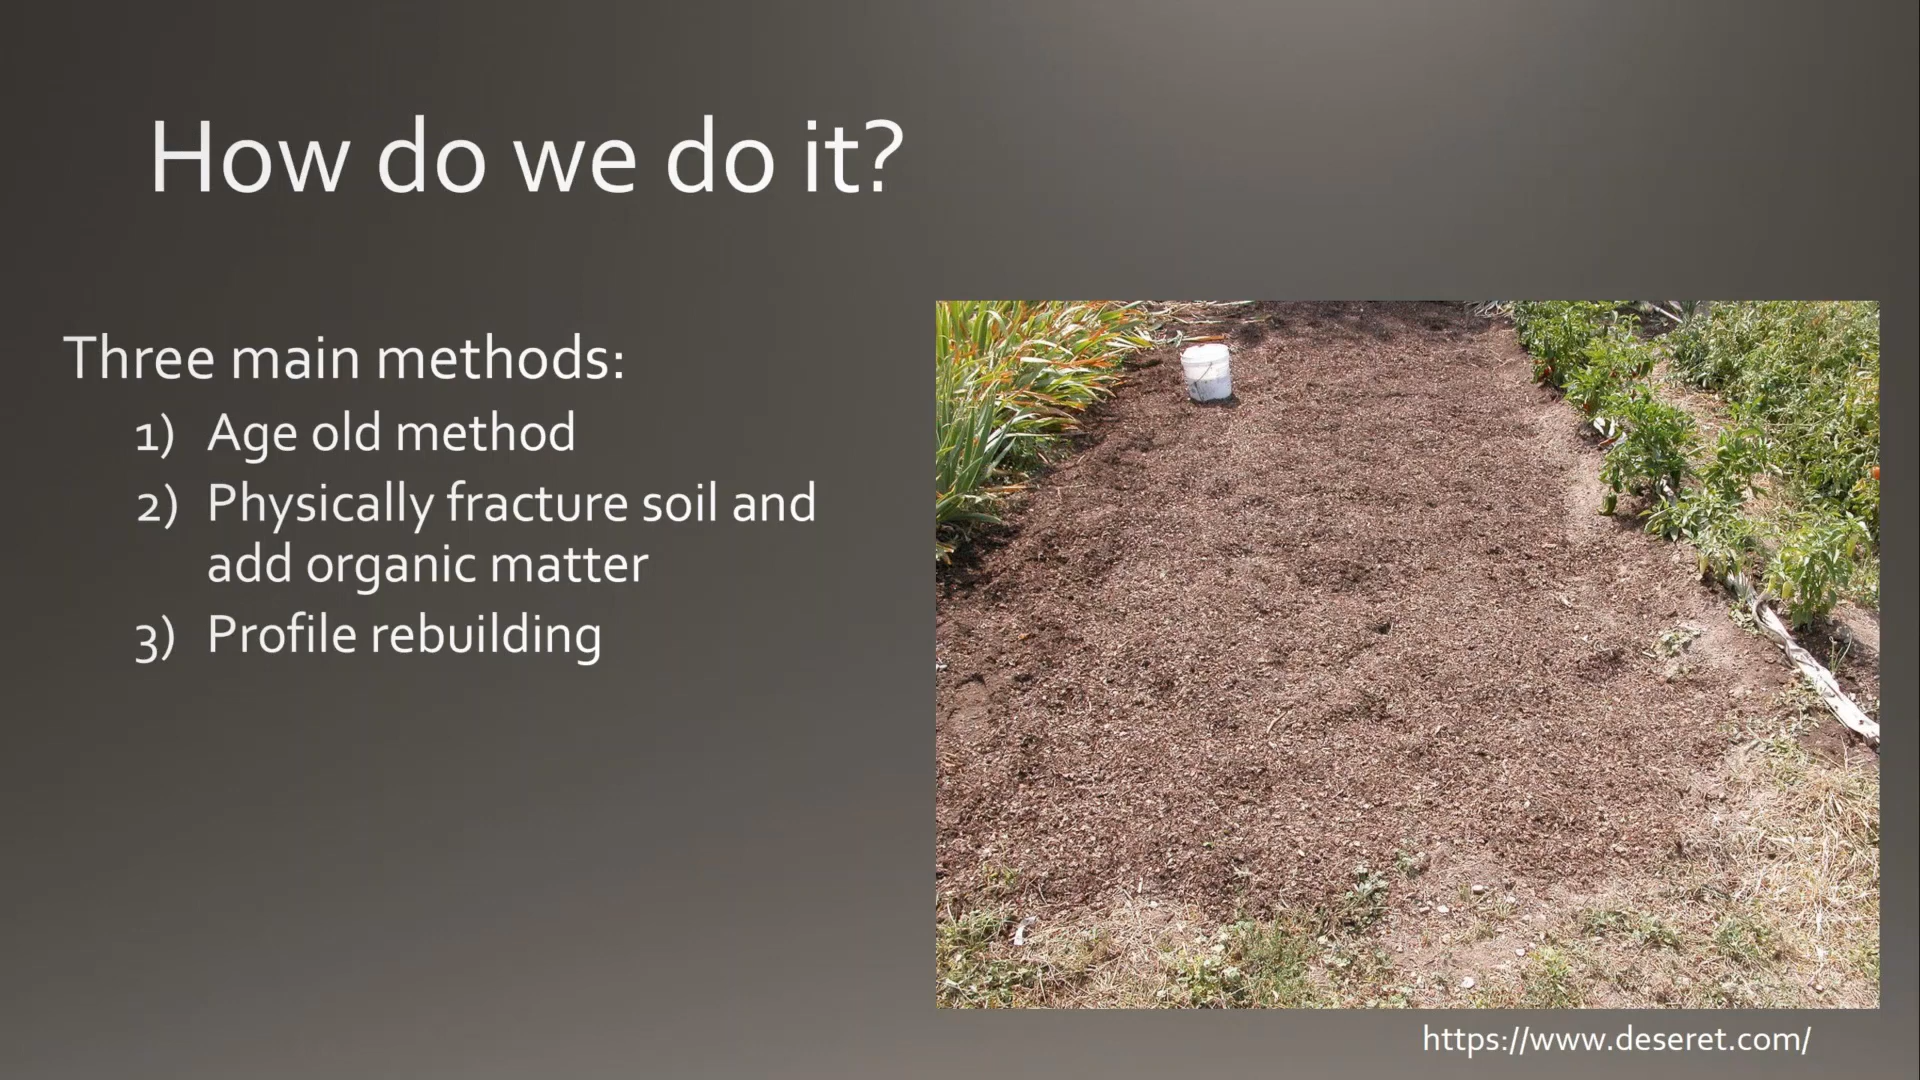 How do we do it?
Three main methods:
1) Age old method
2) Physically fracture soil and
add organic matter
3) Profile rebuilding
https://www.deseret.com/